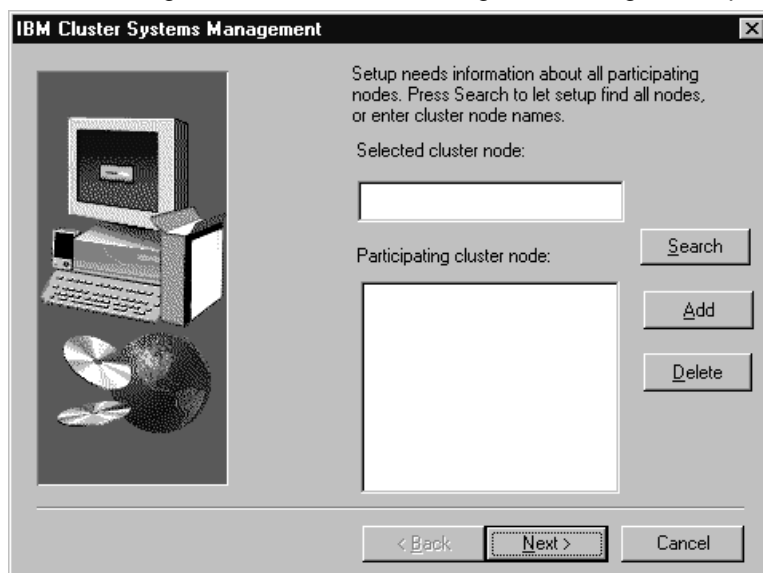 IBM Cluster Systems Management
Setup needs information about all participating
nodes. Press Search to let setup find all nodes,
or enter cluster node names.
Selected cluster node:
Search
Participating cluster node:
Add
Delete
< Back
Next >
Cancel